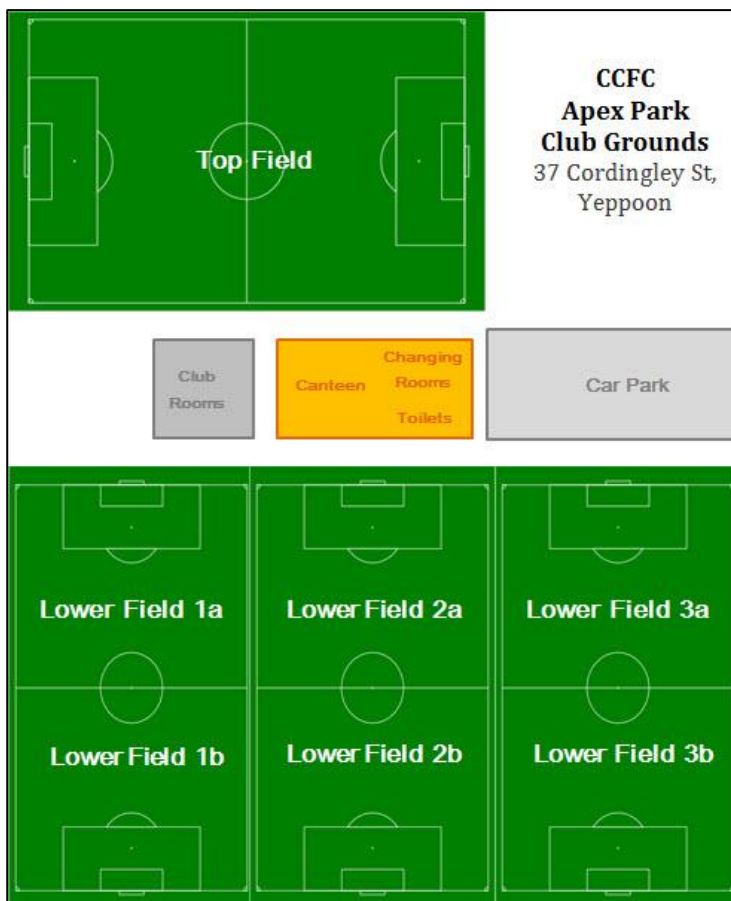 CCFC
Apex Park
Club Grounds
37 Cordingley St,
Yeppoon
Top Field
Club
Rooms
Canteen
Changing
Rooms
Toilets
Car Park
Lower Field 1a
Lower Field 2a
Lower Field 3a
Lower Field 1b
Lower Field 2b
Lower Field 3b